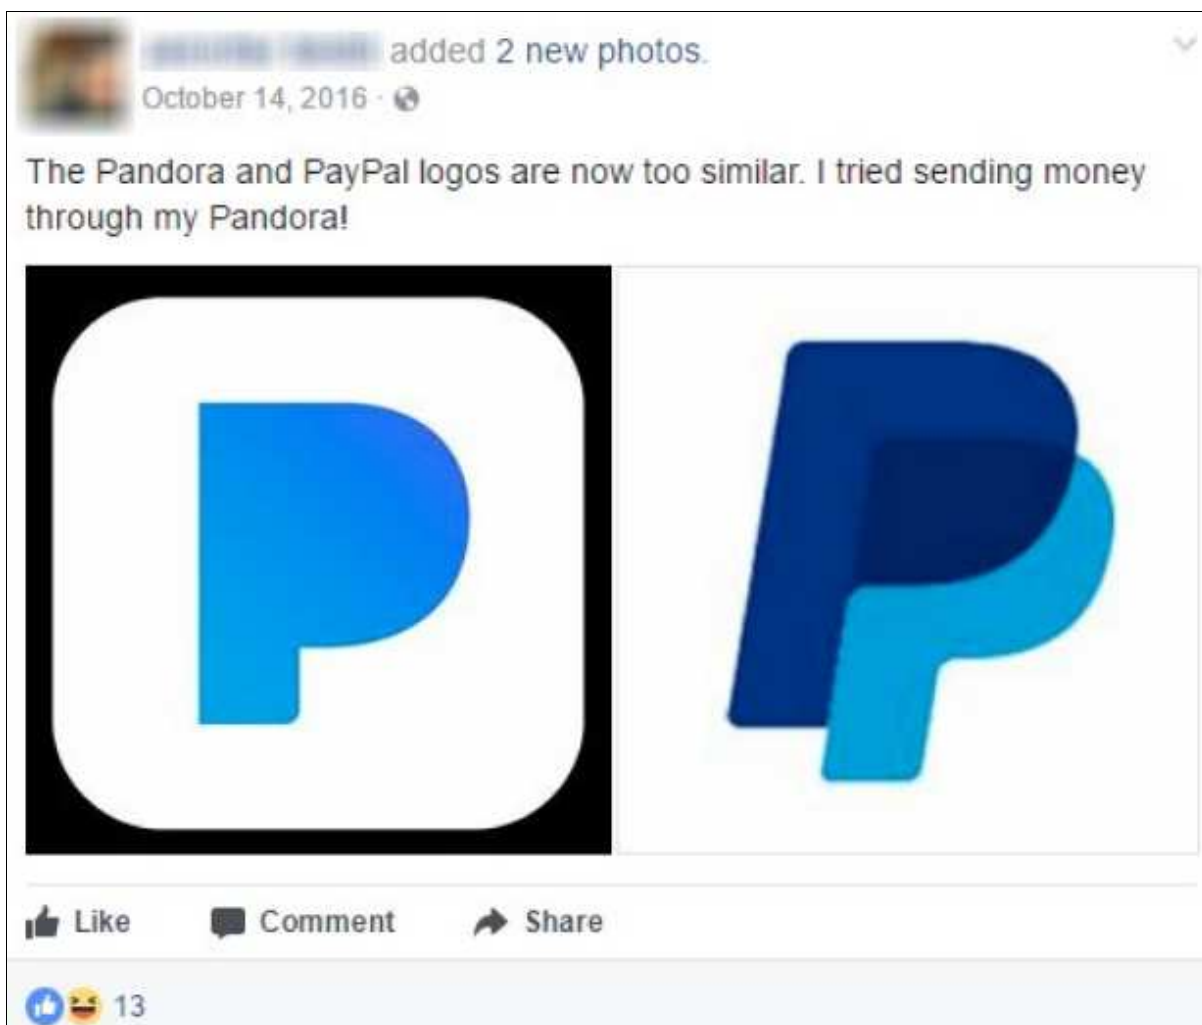 added 2 new photos.
October 14, 2016 ·
The Pandora and PayPal logos are now too similar. I tried sending money
through my Pandora!
Like Comment Share
13